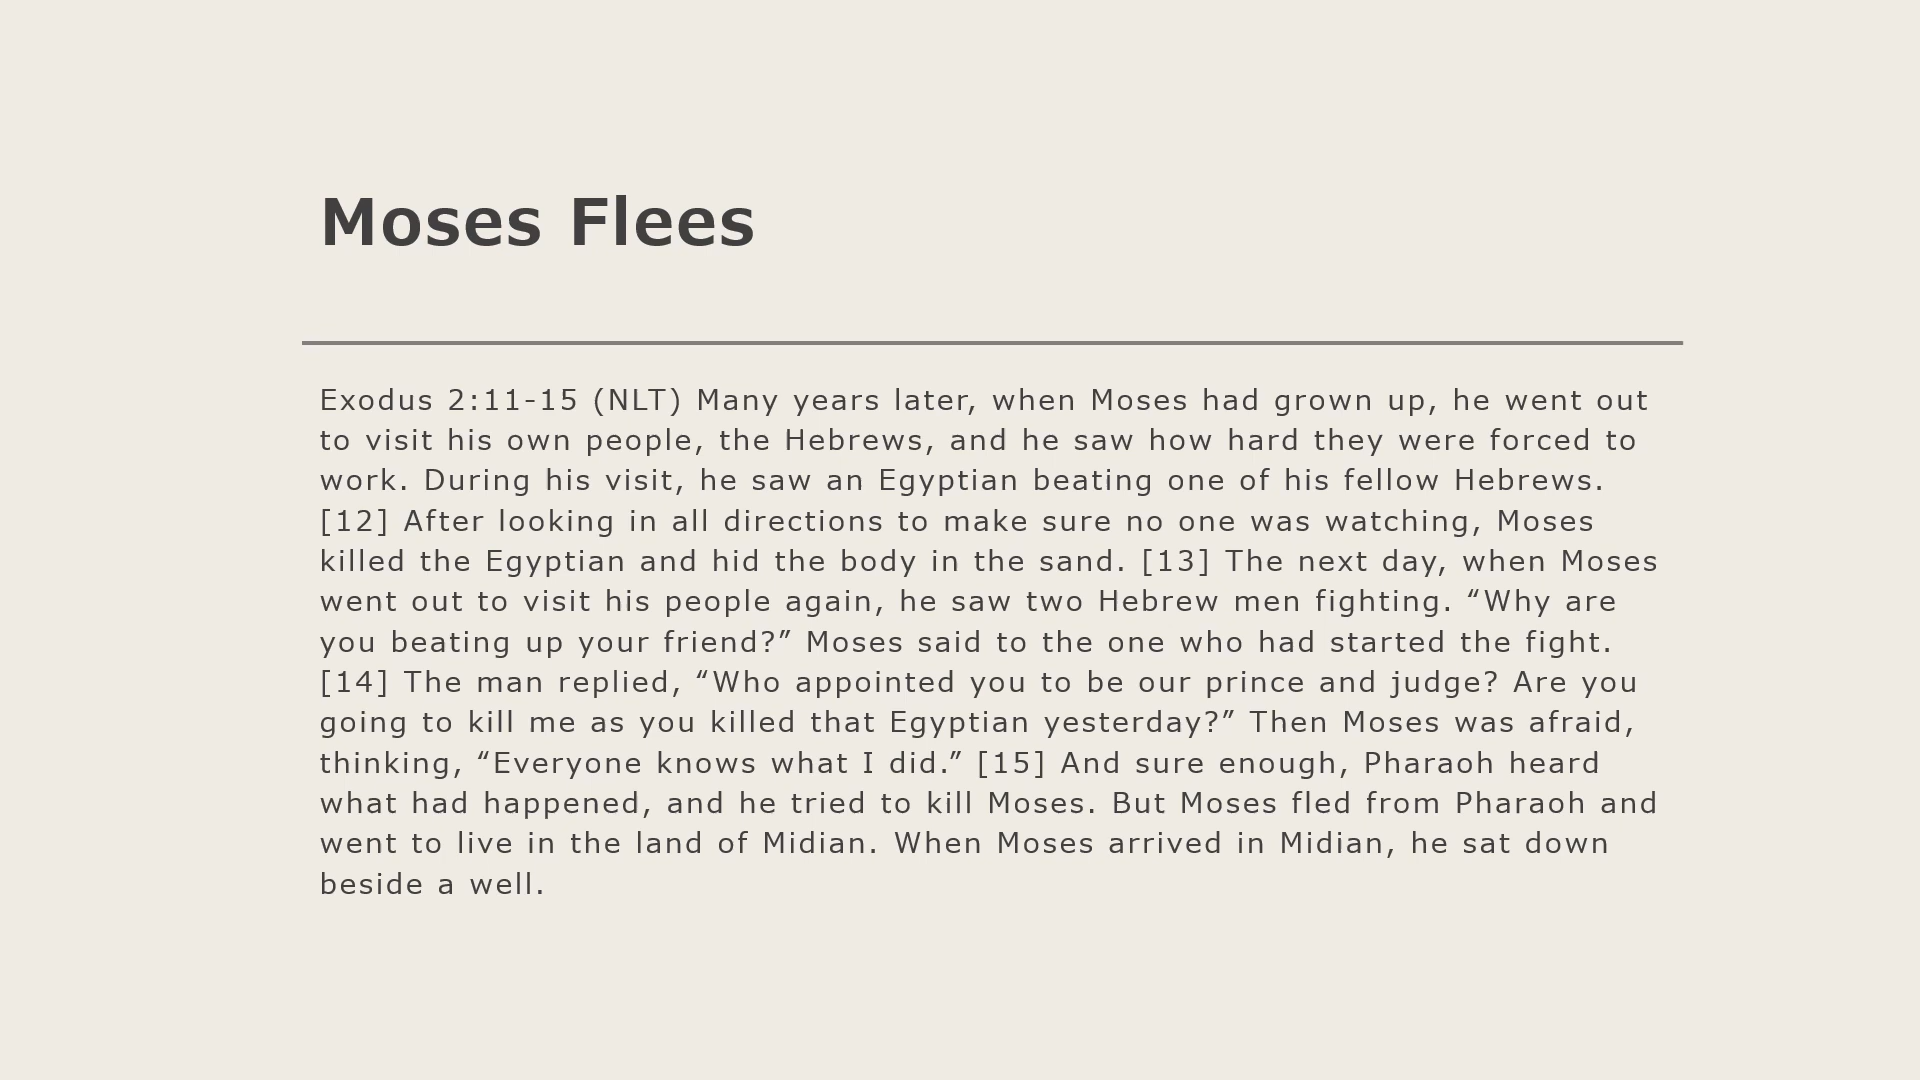 Moses Flees
Exodus 2:11-15 (NLT) Many years later, when Moses had grown up, he went out
to visit his own people, the Hebrews, and he saw how hard they were forced to
work. During his visit, he saw an Egyptian beating one of his fellow Hebrews.
[12] After looking in all directions to make sure no one was watching, Moses
killed the Egyptian and hid the body in the sand. [13] The next day, when Moses
went out to visit his people again, he saw two Hebrew men fighting. “Why are
you beating up your friend?” Moses said to the one who had started the fight.
[14] The man replied, “Who appointed you to be our prince and judge? Are you
going to kill me as you killed that Egyptian yesterday?” Then Moses was afraid,
thinking, “Everyone knows what I did.” [15] And sure enough, Pharaoh heard
what had happened, and he tried to kill Moses. But Moses fled from Pharaoh and
went to live in the land of Midian. When Moses arrived in Midian, he sat down
beside a well.